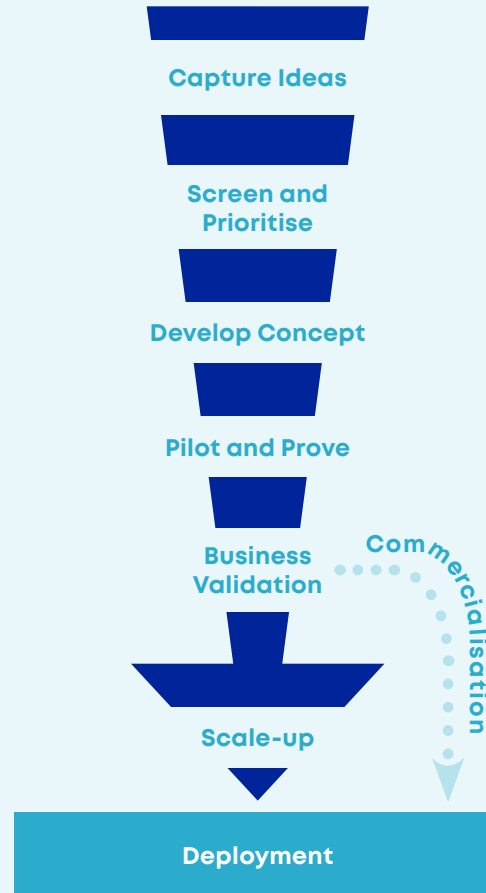 Capture Ideas
Screen and
Prioritise
Develop Concept
Pilot and Prove
Business
Validation
Commercialisation
Scale-up
Deployment